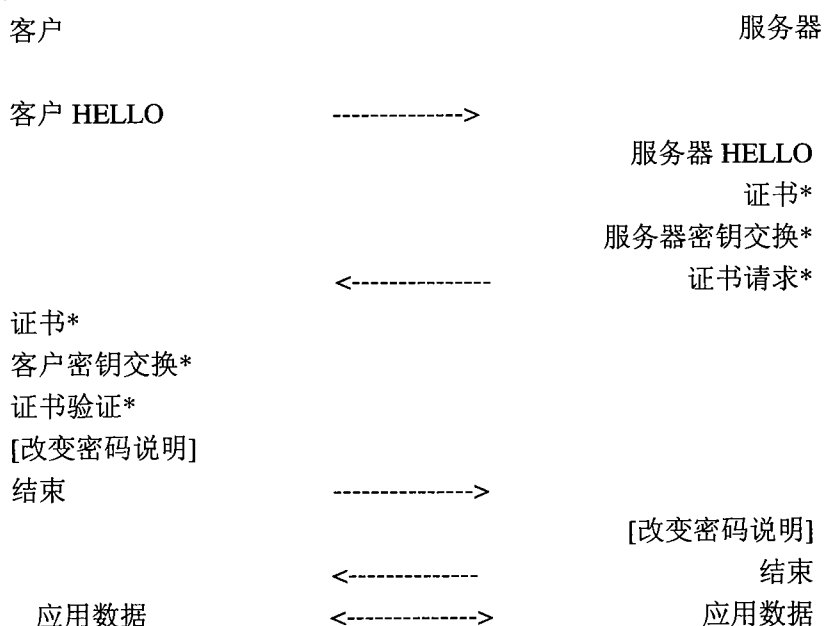 客户 服务器
客户 HELLO -------------->
服务器 HELLO
证书*
服务器密钥交换*
<--------------- 证书请求*
证书*
客户密钥交换*
证书验证*
[改变密码说明]
结束 --------------->
[改变密码说明]
<-------------- 结束
应用数据 <--------------> 应用数据